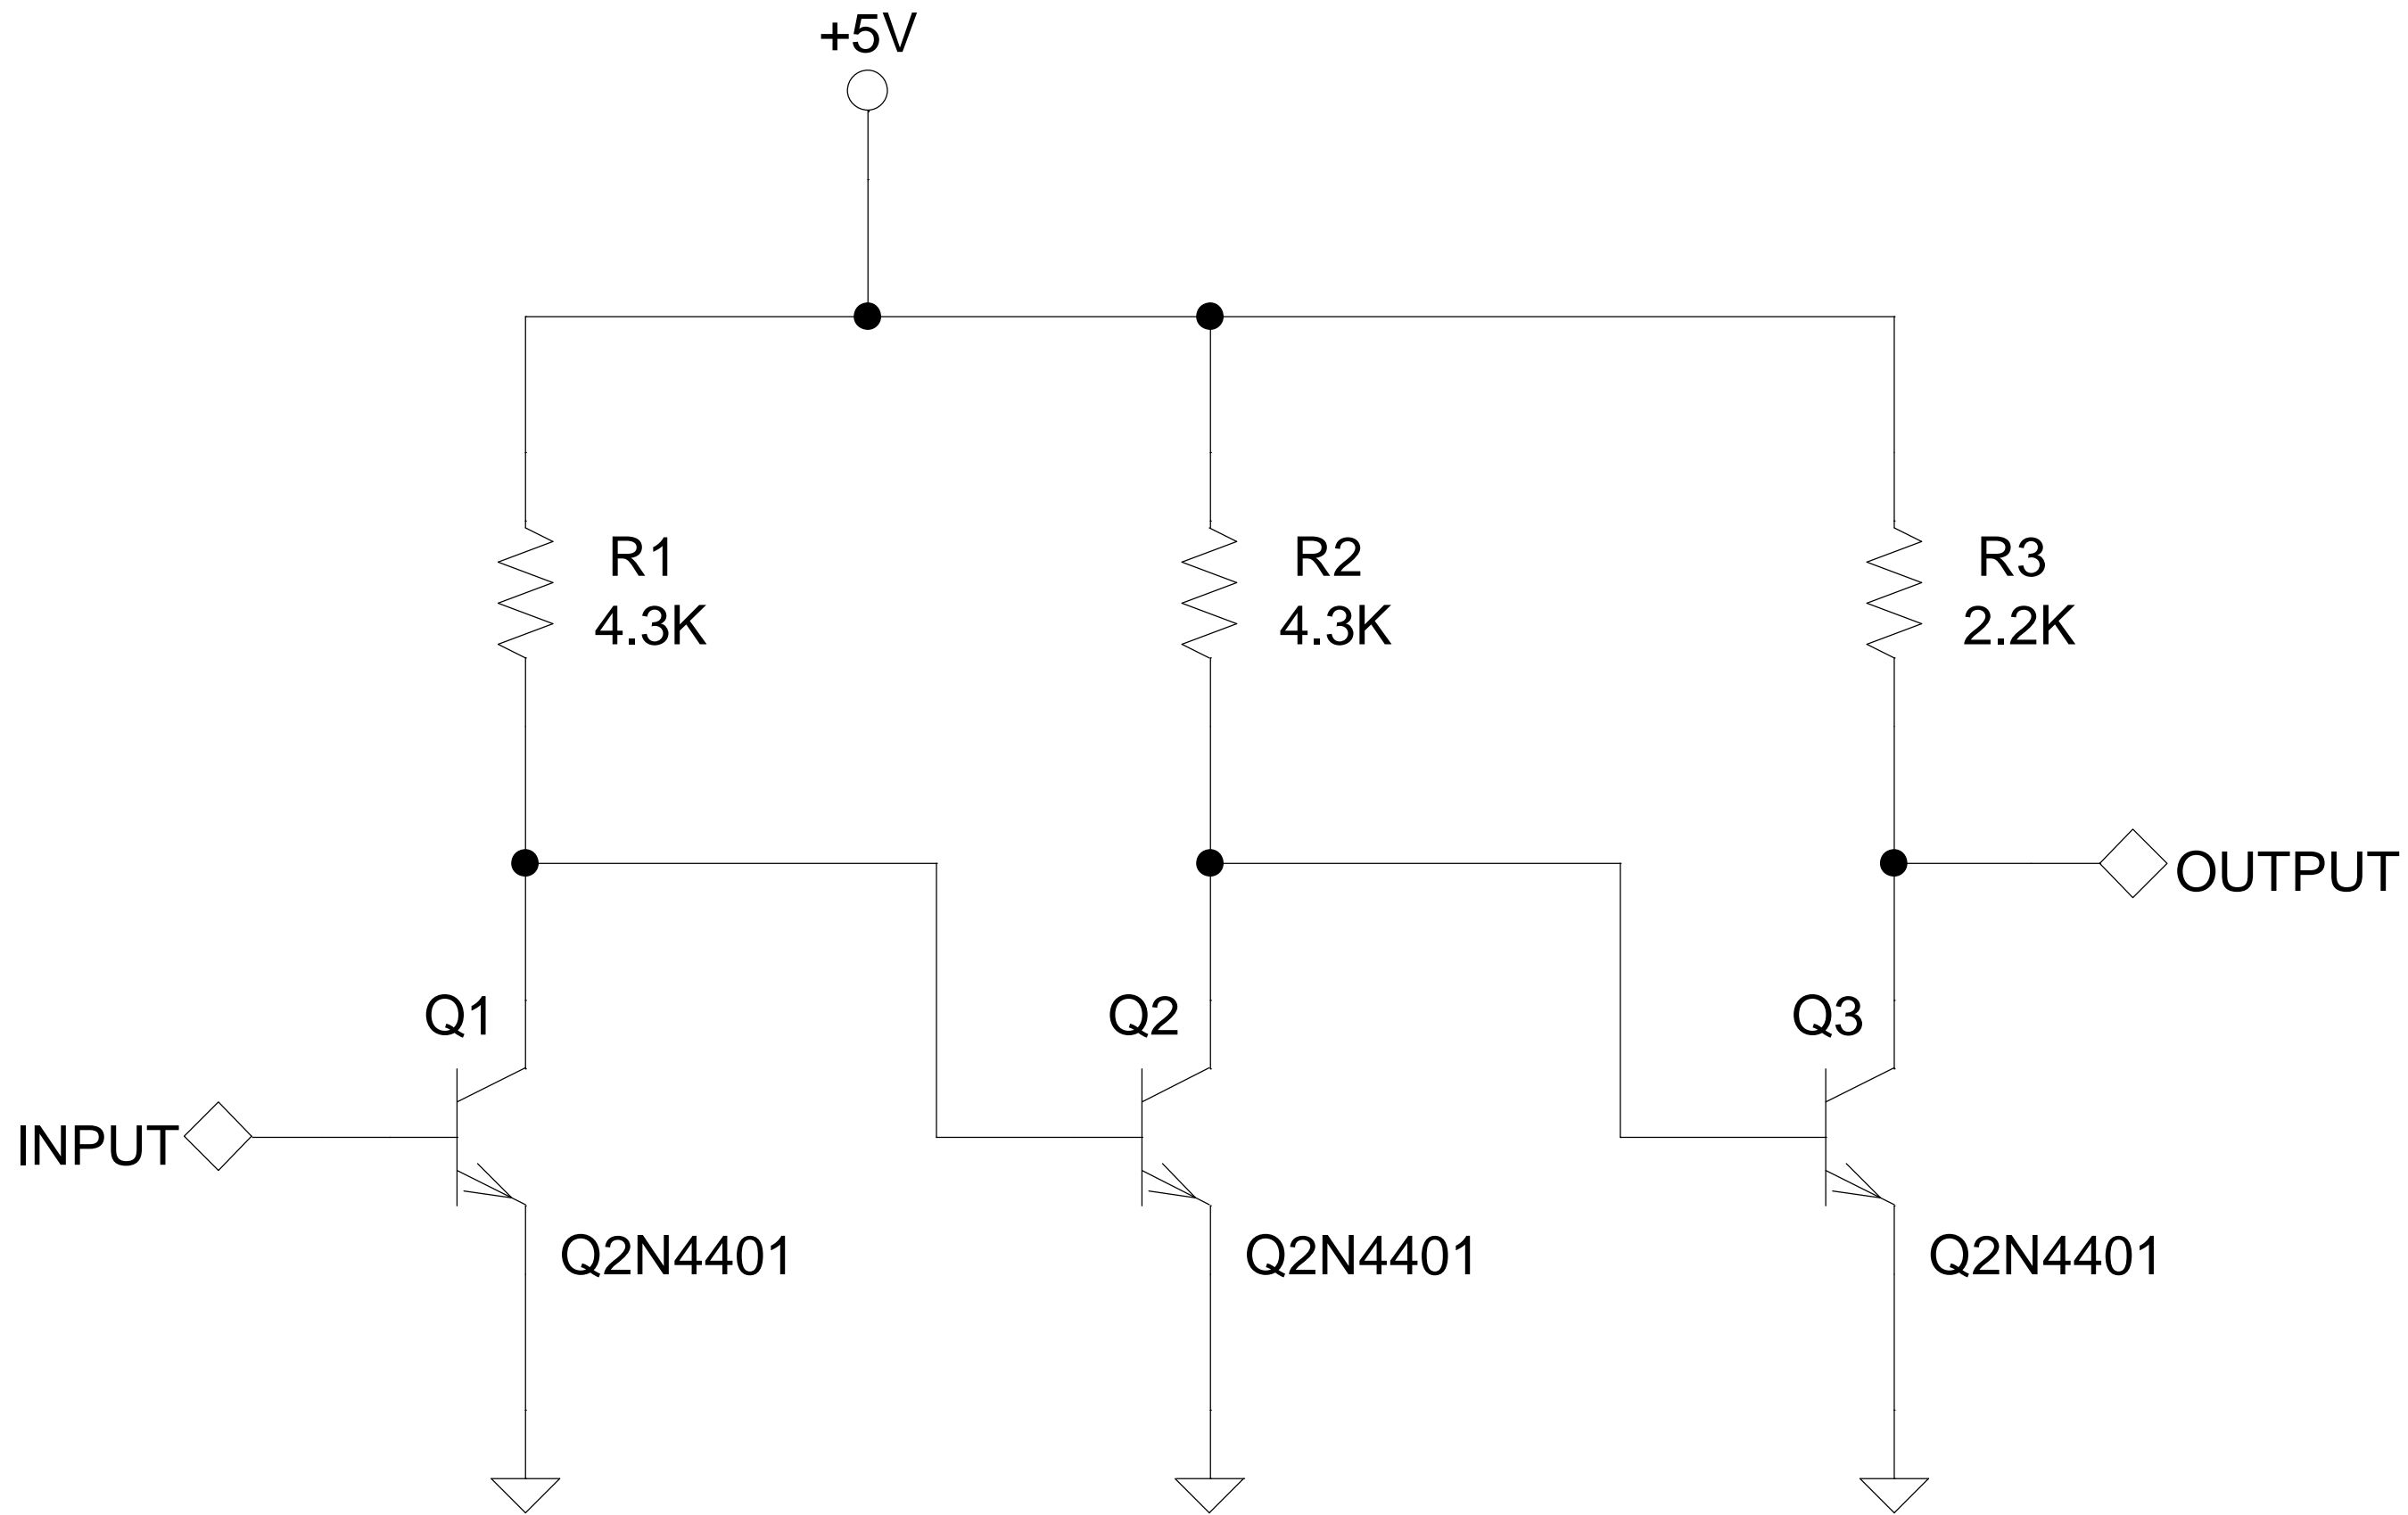 +5V
R1
4.3K
R2
4.3K
R3
2.2K
OUTPUT
Q1
Q2
Q3
INPUT
Q2N4401
Q2N4401
Q2N4401